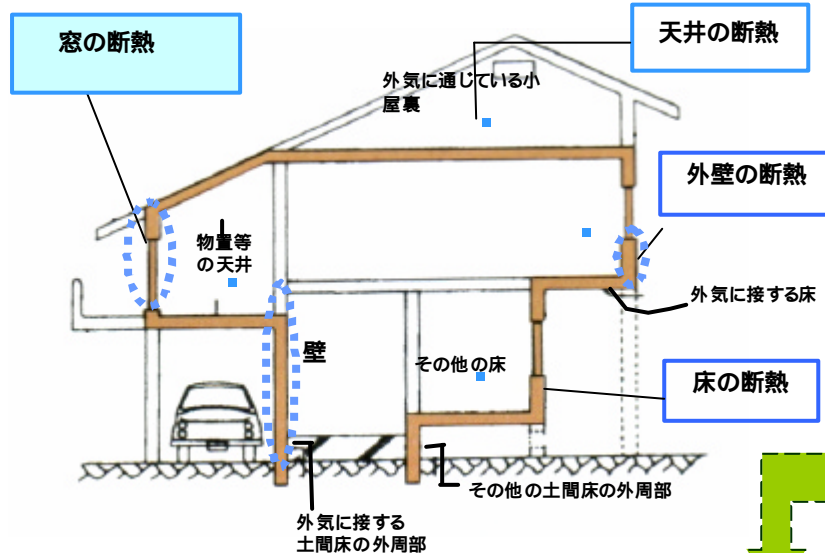 窓の断熱
天井の断熱
外気に通じている小
屋裏
外壁の断熱
物置等
の天井
外気に接する床
壁
その他の床
床の断熱
その他の土間床の外周部
外気に接する
土間床の外周部